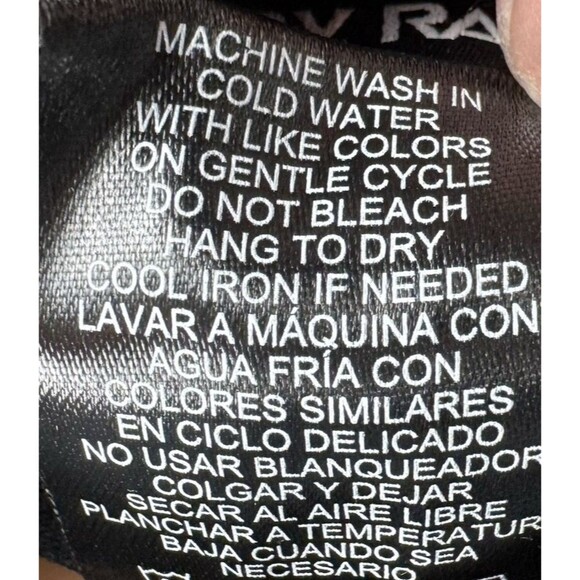 MACHINE WASH IN
COLD WATER
WITH LIKE COLORS
ON GENTLE CYCLE
DO NOT BLEACH
HANG TO DRY
COOL IRON IF NEEDED
LAVAR A MÁQUINA CON
AGUA FRÍA CON
COLORES SIMILARES
EN CICLO DELICADO
NO USAR BLANQUEADOR
COLGAR Y DEJAR
SECAR AL AIRE LIBRE
PLANCHAR A TEMPERATUR
BAJA CUANDO SEA
NECESARIO